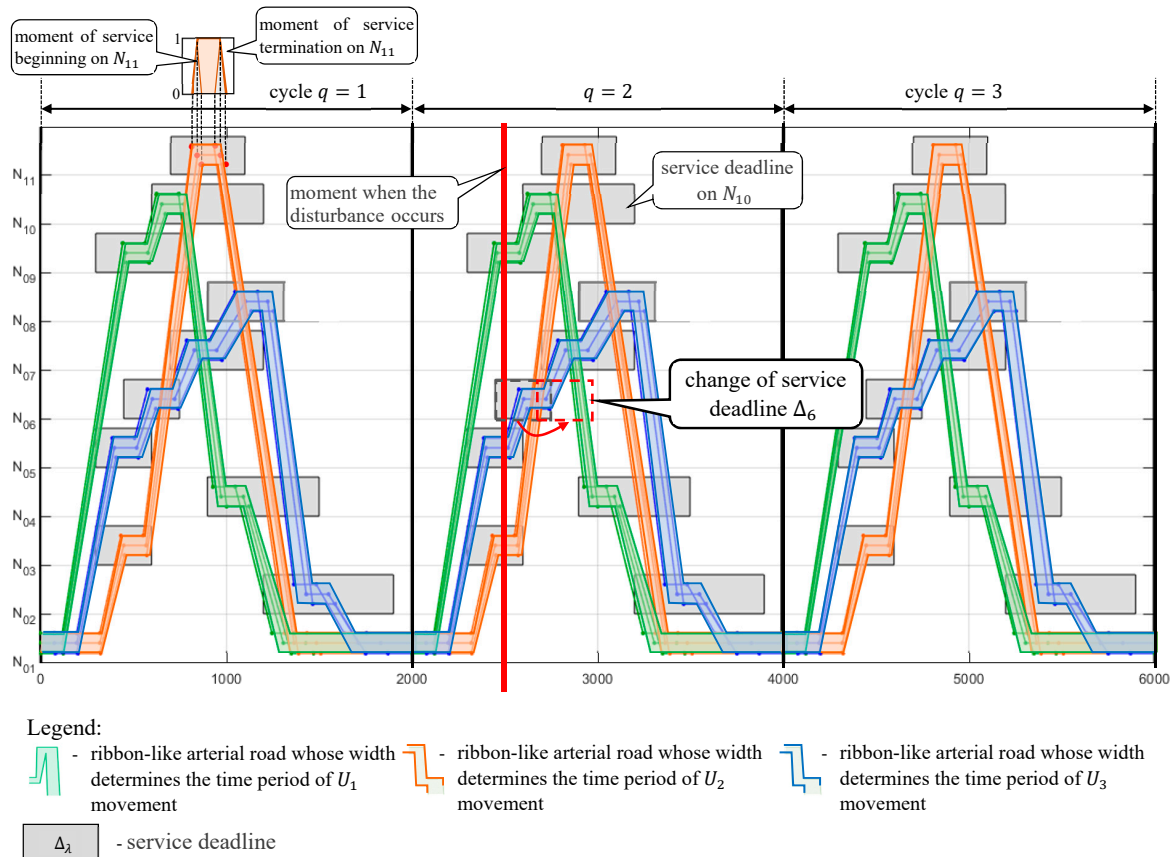 moment of service
beginning on N₁₁
1
0
moment of service
termination on N₁₁
cycle q = 1
q = 2
cycle q = 3
N₁₁
N₁₀
N₀₉
N₀₈
N₀₇
N₀₆
N₀₅
N₀₄
N₀₃
N₀₂
N₀₁
moment when the
disturbance occurs
service deadline
on N₁₀
change of service
deadline Δ₆
0
1000
2000
3000
4000
5000
6000
Legend:
- ribbon-like arterial road whose width
determines the time period of U₁
movement
- ribbon-like arterial road whose width
determines the time period of U₂
movement
- ribbon-like arterial road whose width
determines the time period of U₃
movement
Δ_λ - service deadline